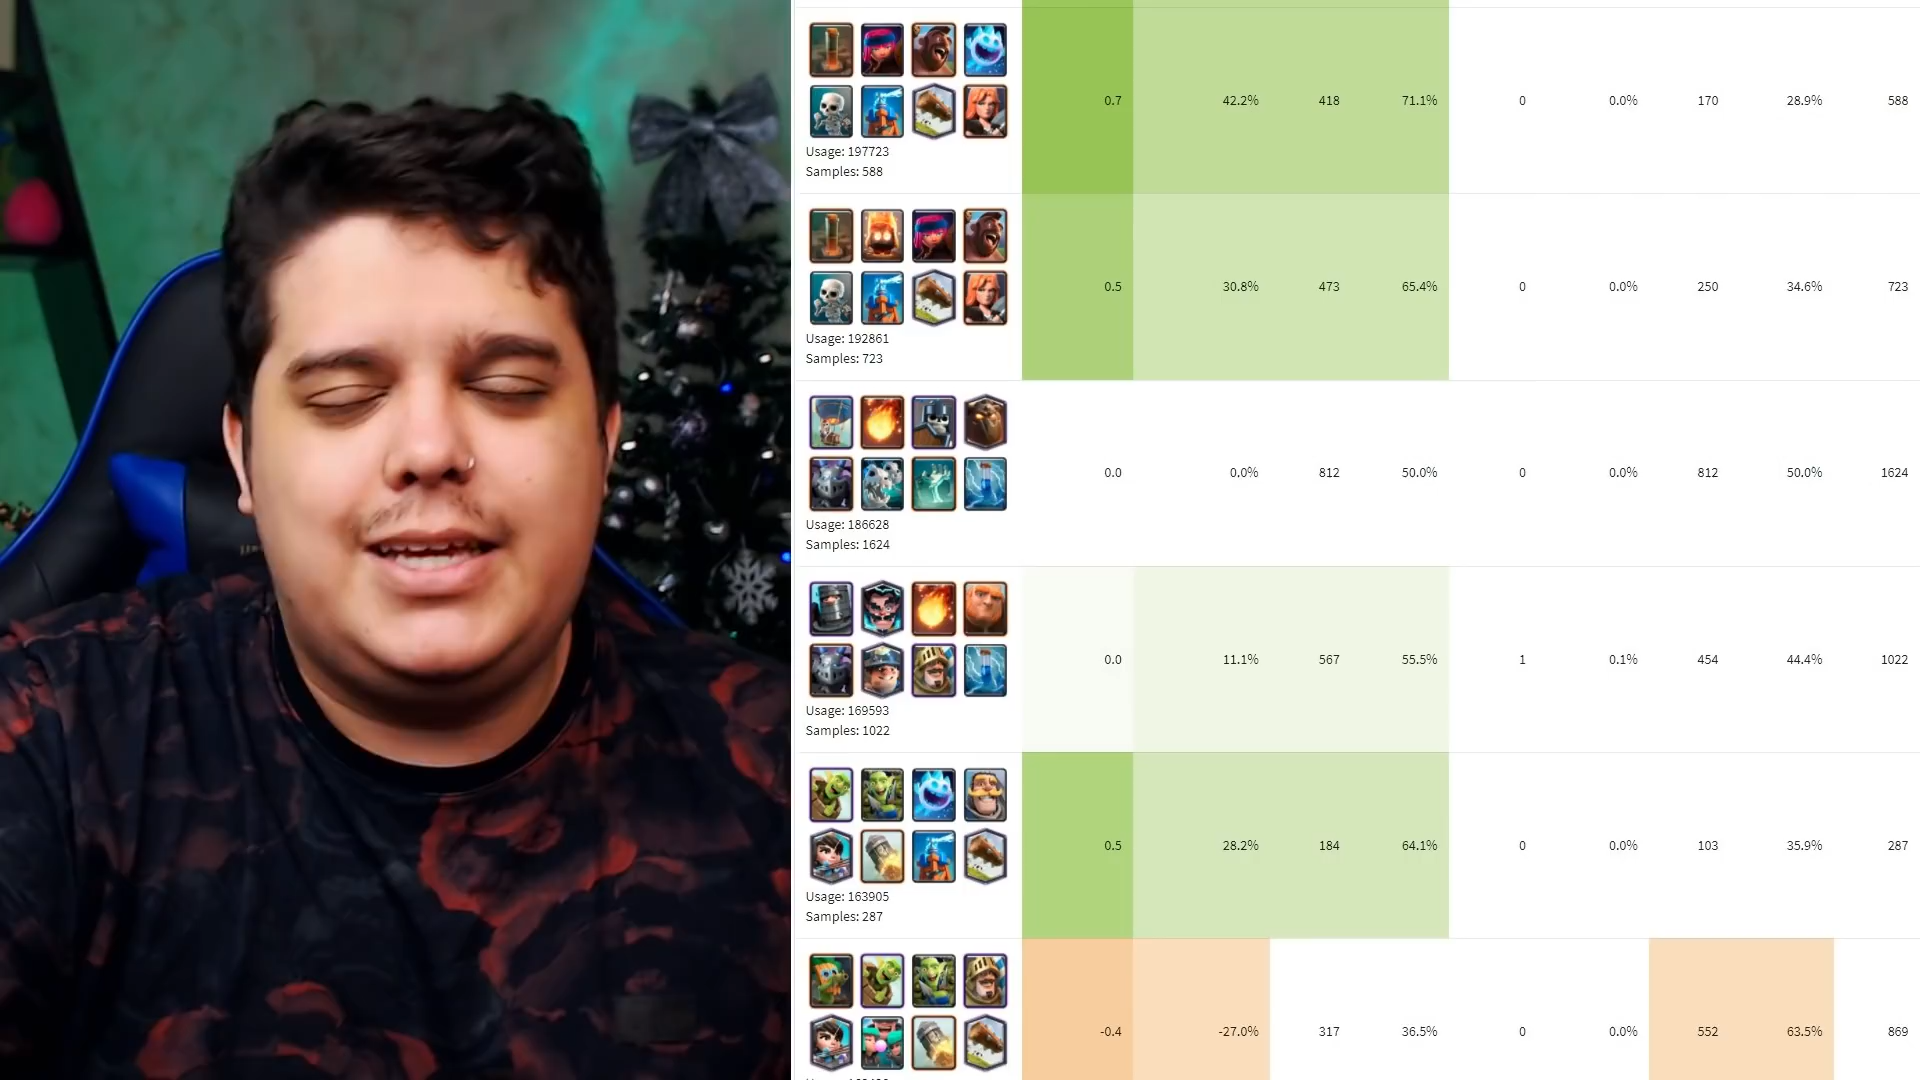 0.7 42.2% 418 71.1% 0 0.0% 170 28.9% 588
Usage: 197723
Samples: 588
0.5 30.8% 473 65.4% 0 0.0% 250 34.6% 723
Usage: 192861
Samples: 723
0.0 0.0% 812 50.0% 0 0.0% 812 50.0% 1624
Usage: 186628
Samples: 1624
0.0 11.1% 567 55.5% 1 0.1% 454 44.4% 1022
Usage: 169593
Samples: 1022
0.5 28.2% 184 64.1% 0 0.0% 103 35.9% 287
Usage: 163905
Samples: 287
-0.4 -27.0% 317 36.5% 0 0.0% 552 63.5% 869